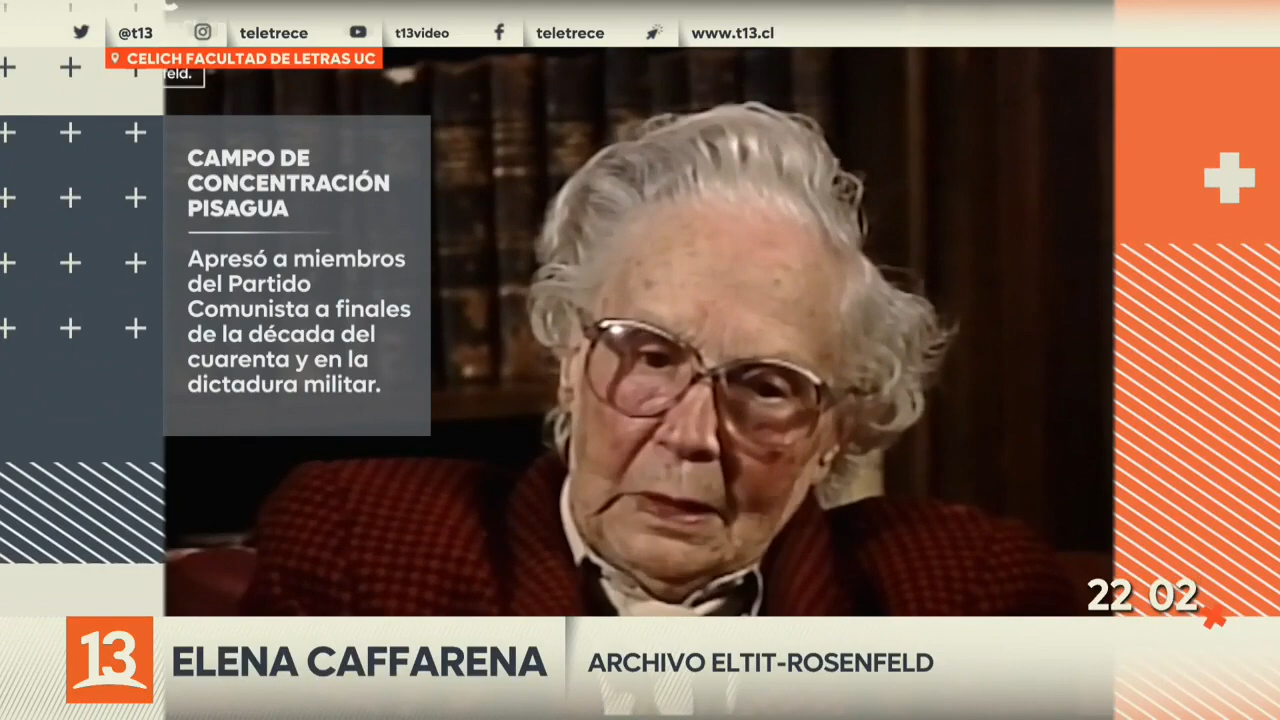 @t13
teletrece
t13video
teletrece
www.t13.cl
CELICH FACULTAD DE LETRAS UC
feld.
CAMPO DE
CONCENTRACIÓN
PISAGUA
Apresó a miembros
del Partido
Comunista a finales
de la década del
cuarenta y en la
dictadura militar.
22 02
13
ELENA CAFFARENA
ARCHIVO ELTIT-ROSENFELD